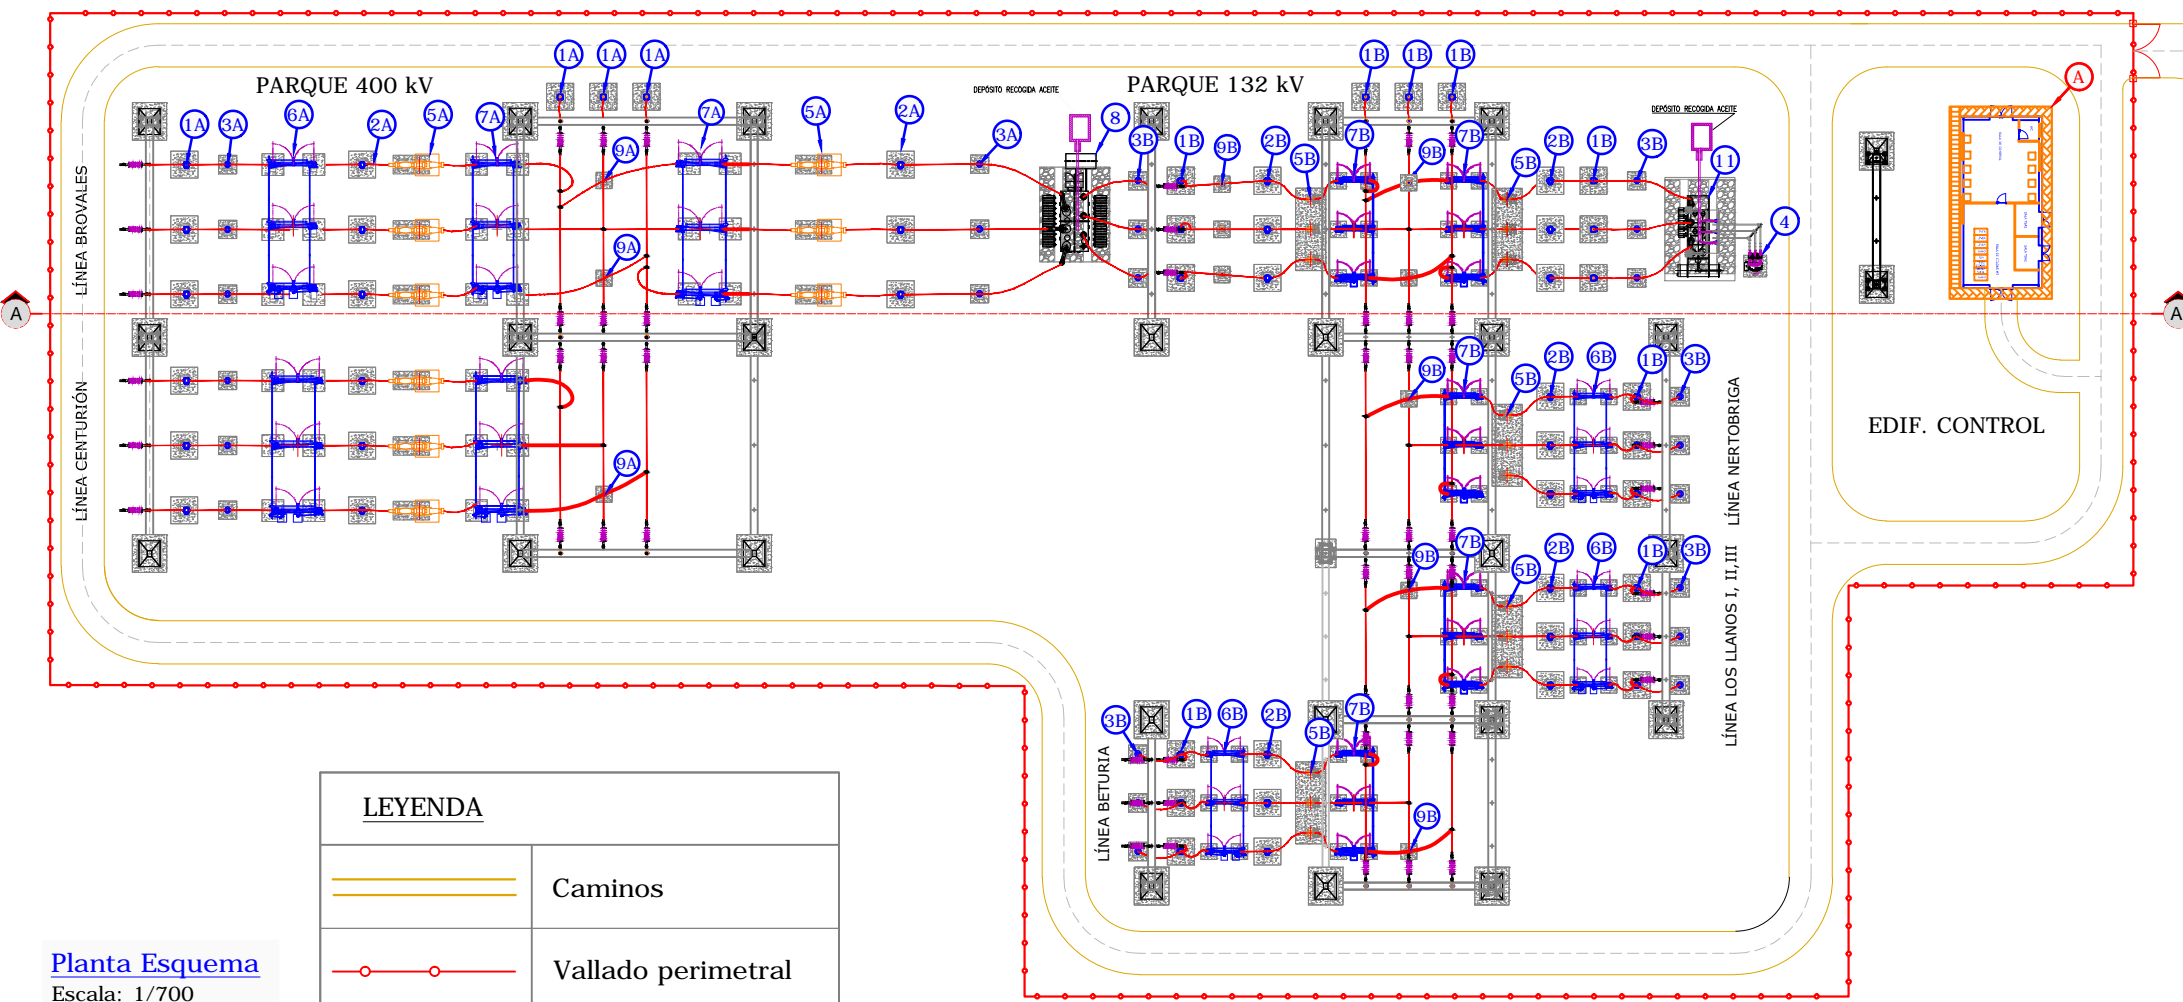 1A 1A 1A 1B 1B 1B A
PARQUE 400 kV PARQUE 132 kV
DEPÓSITO RECOGIDA ACEITE
DEPÓSITO RECOGIDA ACEITE
1A 3A 6A 2A 5A 7A 9A 7A 5A 2A 3A 8 3B 1B 9B 2B 5B 7B 9B 7B 5B 2B 1B 3B 11
LÍNEA BROVALES
9A
4
A
A
LÍNEA CENTURIÓN
9A
9B 7B 5B 2B 6B 1B 3B
LÍNEA NERTOBRIGA
EDIF. CONTROL
9B 7B 5B 2B 6B 1B 3B
LÍNEA LOS LLANOS I, II,III
3B 1B 6B 2B 5B 7B
LÍNEA BETURIA
9B
LEYENDA
Caminos
Vallado perimetral
Planta Esquema
Escala: 1/700